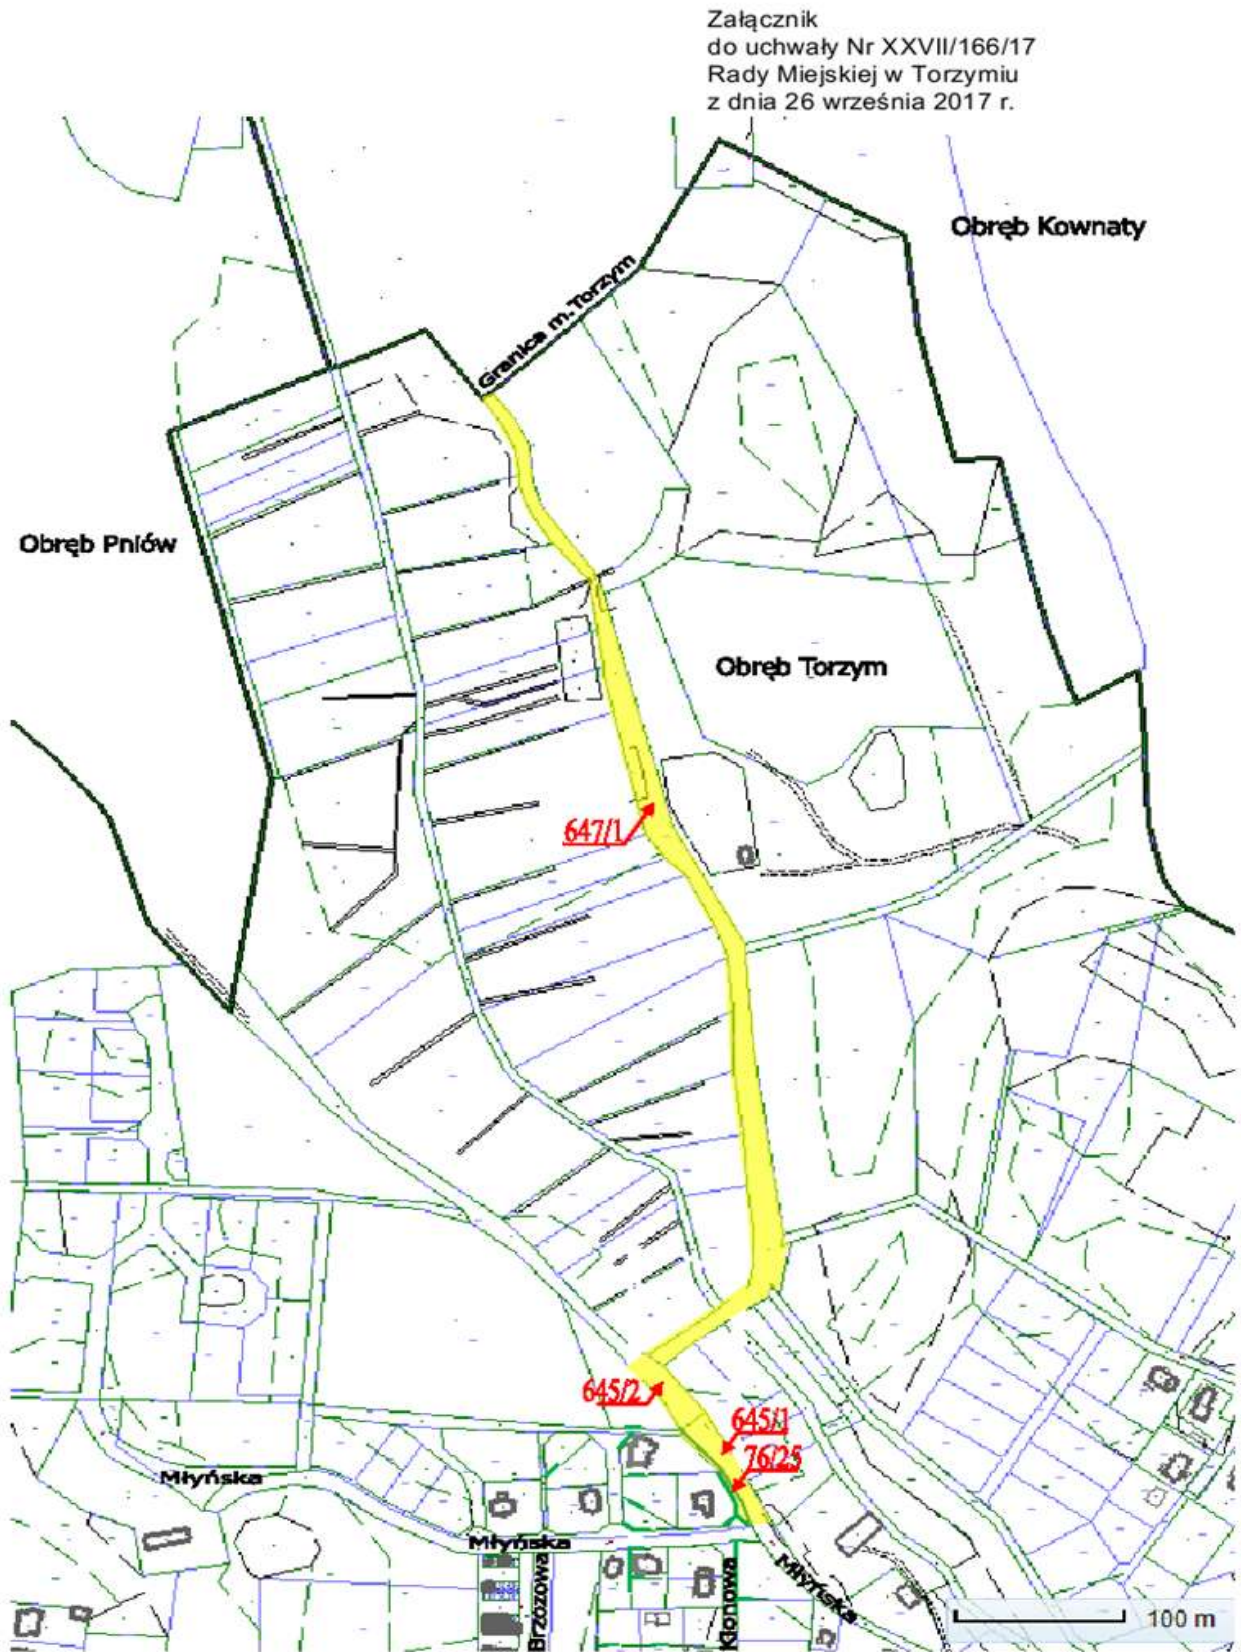 Załącznik
do uchwały Nr XXVII/166/17
Rady Miejskiej w Torzymiu
z dnia 26 września 2017 r.
Obręb Kownaty
Granica m. Torzym
Obręb Pniów
Obręb Torzym
647/1
645/2
645/1
76/25
Młyńska
Młyńska
Brzozowa
Klonowa
Młyńska
100 m